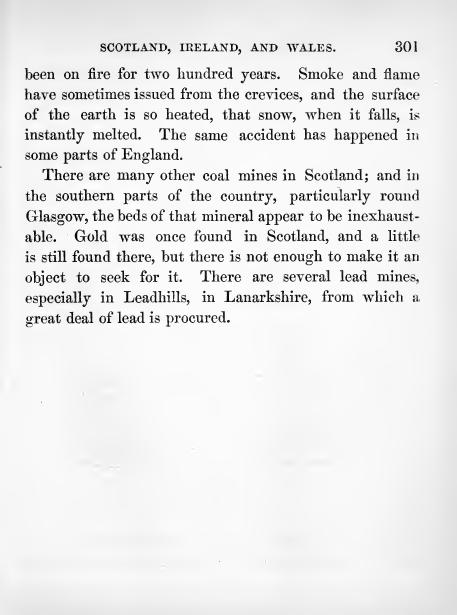 SCOTLAND, IRELAND, AND WALES. 301
been on fire for two hundred years. Smoke and flame
have sometimes issued from the crevices, and the surface
of the earth is so heated, that snow, when it falls, is
instantly melted. The same accident has happened in
some parts of England.
There are many other coal mines in Scotland; and in
the southern parts of the country, particularly round
Glasgow, the beds of that mineral appear to be inexhaust-
able. Gold was once found in Scotland, and a little
is still found there, but there is not enough to make it an
object to seek for it. There are several lead mines,
especially in Leadhills, in Lanarkshire, from which a
great deal of lead is procured.